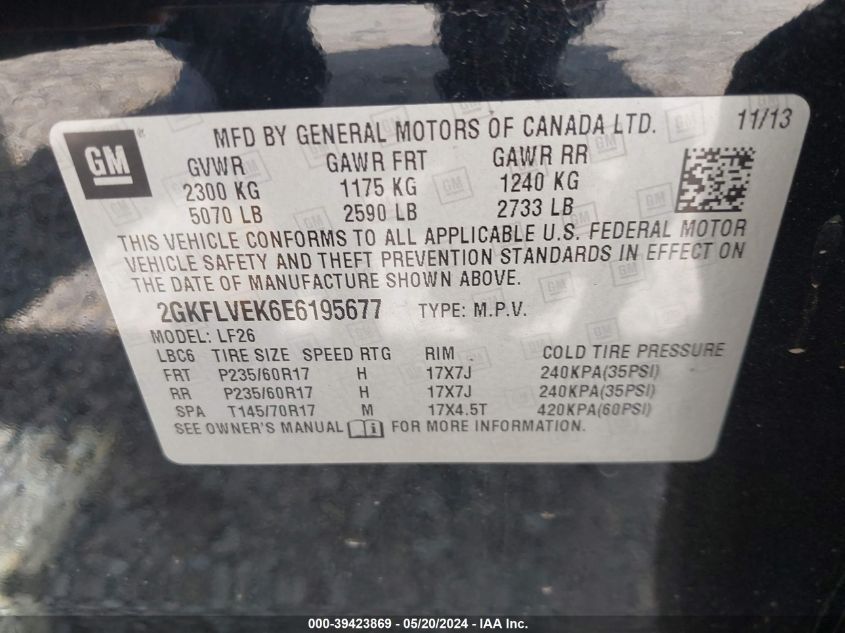 GM
MFD BY GENERAL MOTORS OF CANADA LTD. 11/13
GVWR GAWR FRT GAWR RR
2300 KG 1175 KG 1240 KG
5070 LB 2590 LB 2733 LB
THIS VEHICLE CONFORMS TO ALL APPLICABLE U.S. FEDERAL MOTOR
VEHICLE SAFETY AND THEFT PREVENTION STANDARDS IN EFFECT ON
THE DATE OF MANUFACTURE SHOWN ABOVE.
2GKFLVEK6E6195677 TYPE: M.P.V.
MODEL: LF26
LBC6 TIRE SIZE SPEED RTG RIM COLD TIRE PRESSURE
FRT P235/60R17 H 17X7J 240KPA(35PSI)
RR P235/60R17 H 17X7J 240KPA(35PSI)
SPA T145/70R17 M 17X4.5T 420KPA(60PSI)
SEE OWNER'S MANUAL FOR MORE INFORMATION.
000-39423869 - 05/20/2024 - IAA Inc.